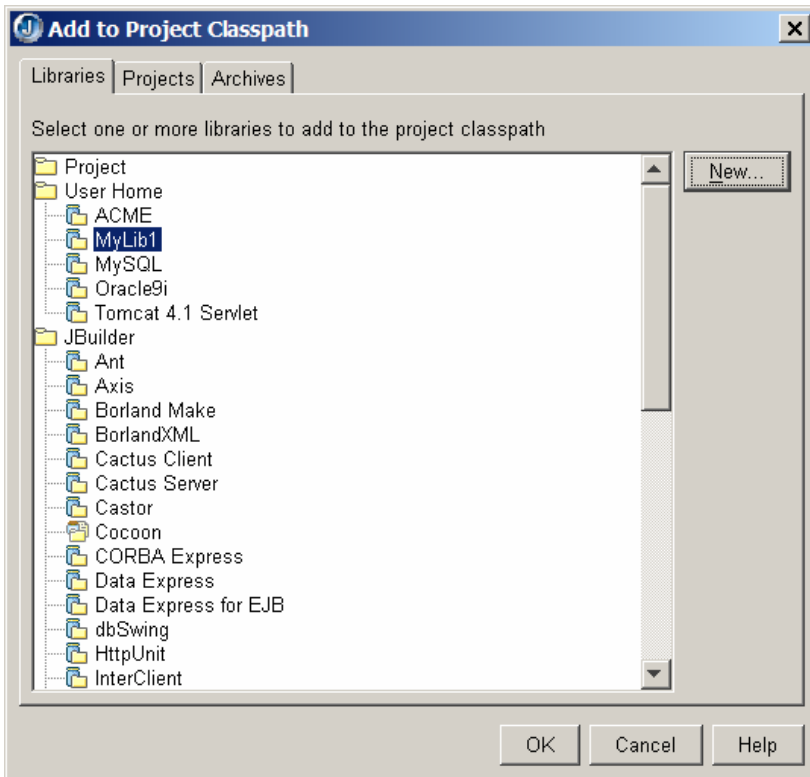 Add to Project Classpath
Libraries Projects Archives
Select one or more libraries to add to the project classpath
Project
New...
User Home
ACME
MyLib1
MySQL
Oracle9i
Tomcat 4.1 Servlet
JBuilder
Ant
Axis
Borland Make
BorlandXML
Cactus Client
Cactus Server
Castor
Cocoon
CORBA Express
Data Express
Data Express for EJB
dbSwing
HttpUnit
InterClient
OK Cancel Help